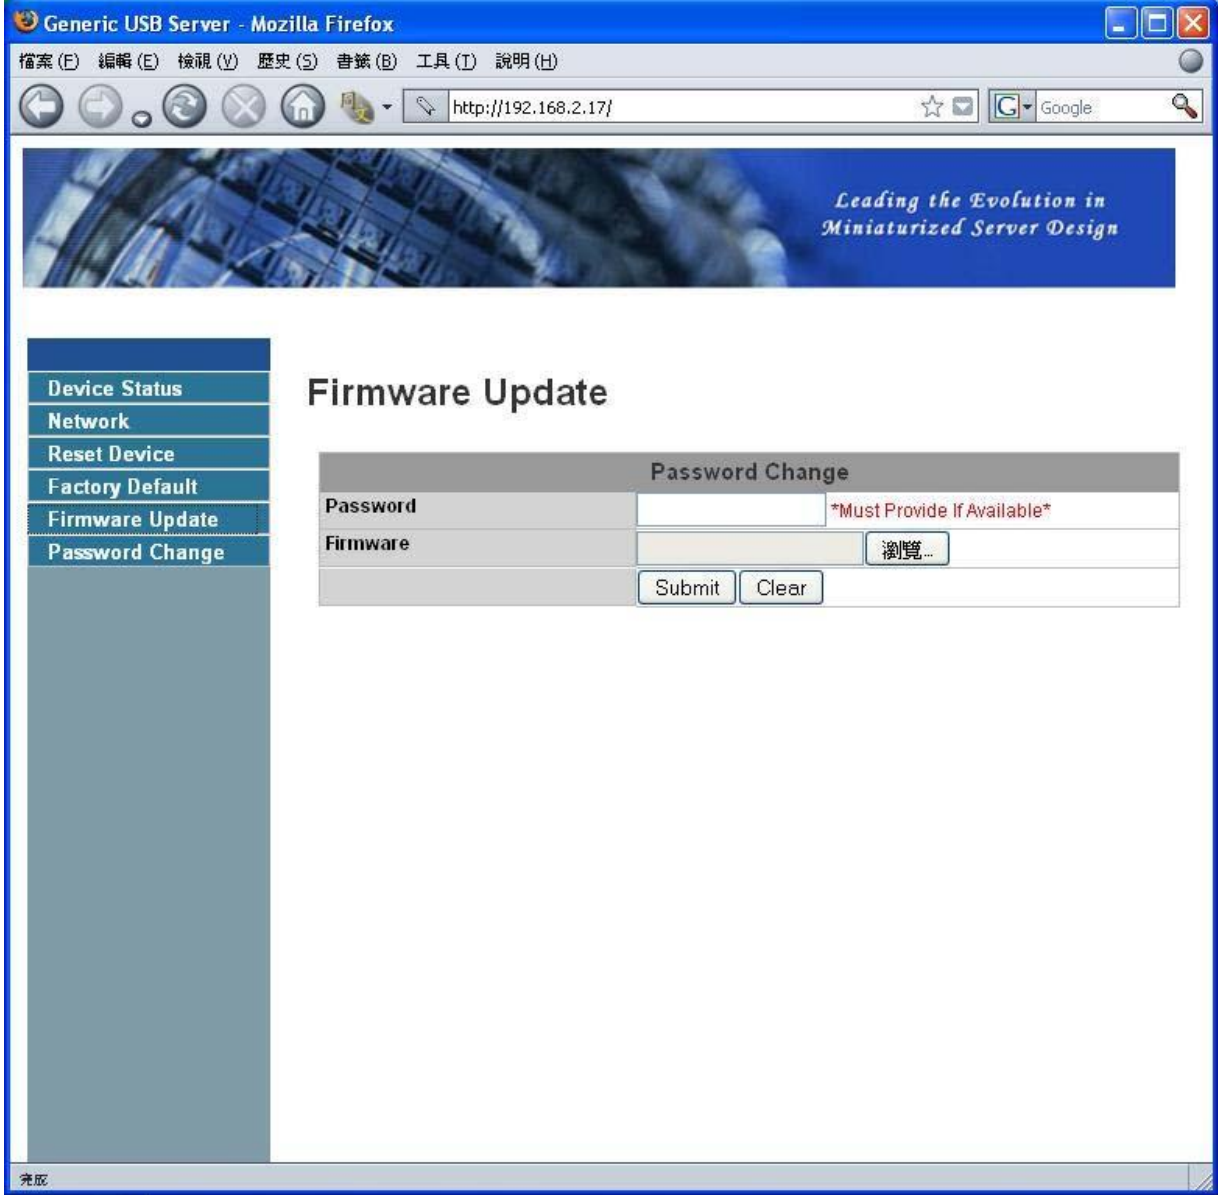 Generic USB Server - Mozilla Firefox
檔案(F) 編輯(E) 檢視(V) 歷史(S) 書籤(B) 工具(T) 說明(H)
http://192.168.2.17/ G Google
Leading the Evolution in
Miniaturized Server Design
Device Status
Network
Reset Device
Factory Default
Firmware Update
Password Change
Firmware Update
Password Change
Password *Must Provide If Available*
Firmware 瀏覽...
Submit Clear
完成